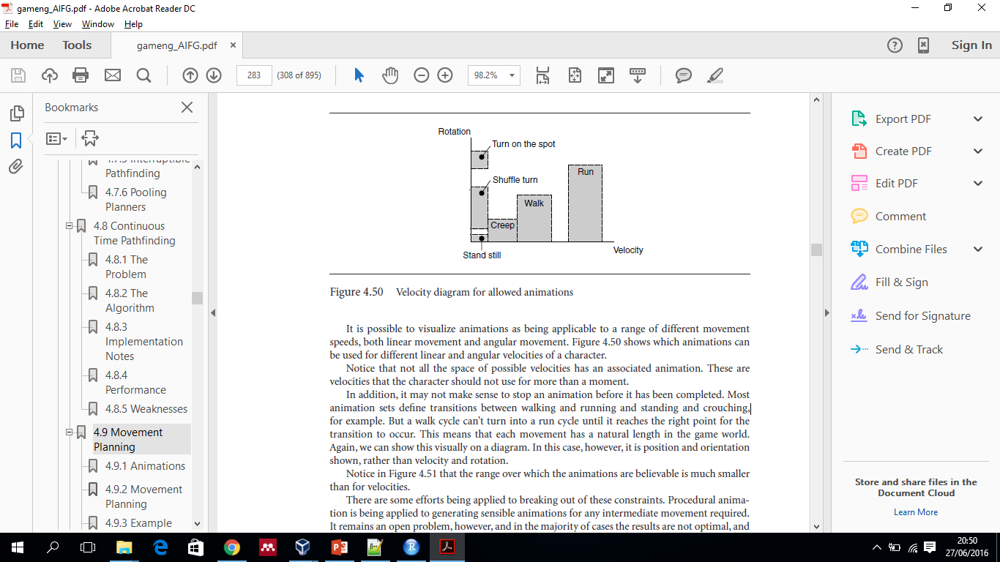 gameng_AIFG.pdf - Adobe Acrobat Reader DC
File Edit View Window Help
Home Tools gameng_AIFG.pdf × Sign In
283 (308 of 895) 98.2%
Bookmarks
4.7.5 Interruptible
Pathfinding
4.7.6 Pooling
Planners
4.8 Continuous
Time Pathfinding
4.8.1 The
Problem
4.8.2 The
Algorithm
4.8.3
Implementation
Notes
4.8.4
Performance
4.8.5 Weaknesses
4.9 Movement
Planning
4.9.1 Animations
4.9.2 Movement
Planning
4.9.3 Example
Rotation
Turn on the spot
Shuffle turn
Run
Walk
Creep
Stand still
Velocity
Figure 4.50 Velocity diagram for allowed animations
It is possible to visualize animations as being applicable to a range of different movement
speeds, both linear movement and angular movement. Figure 4.50 shows which animations can
be used for different linear and angular velocities of a character.
Notice that not all the space of possible velocities has an associated animation. These are
velocities that the character should not use for more than a moment.
In addition, it may not make sense to stop an animation before it has been completed. Most
animation sets define transitions between walking and running and standing and crouching,
for example. But a walk cycle can't turn into a run cycle until it reaches the right point for the
transition to occur. This means that each movement has a natural length in the game world.
Again, we can show this visually on a diagram. In this case, however, it is position and orientation
shown, rather than velocity and rotation.
Notice in Figure 4.51 that the range over which the animations are believable is much smaller
than for velocities.
There are some efforts being applied to breaking out of these constraints. Procedural anima-
tion is being applied to generating sensible animations for any intermediate movement required.
It remains an open problem, however, and in the majority of cases the results are not optimal, and
Export PDF
Create PDF
Edit PDF
Comment
Combine Files
Fill & Sign
Send for Signature
Send & Track
Store and share files in the
Document Cloud
Learn More
20:50
27/06/2016